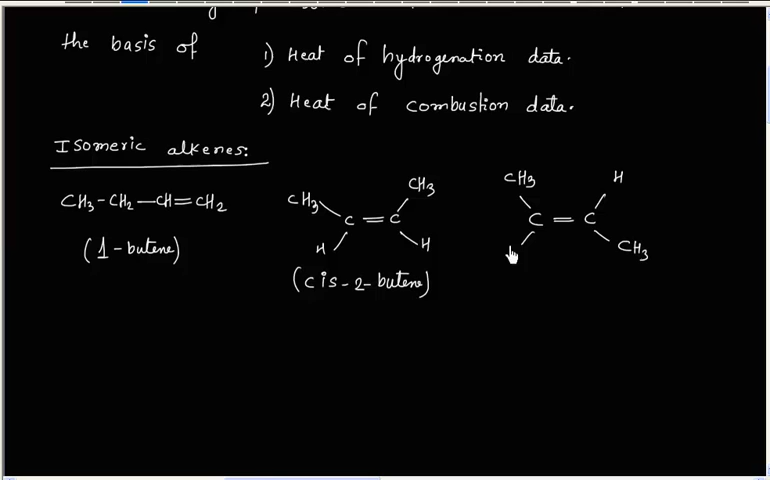 the basis of
1) Heat of hydrogenation data.
2) Heat of combustion data.
Isomeric alkenes:
CH3-CH2-CH=CH2
(1-butene)
CH3 CH3
C=C
H H
(cis-2-butene)
CH3 H
C=C
CH3